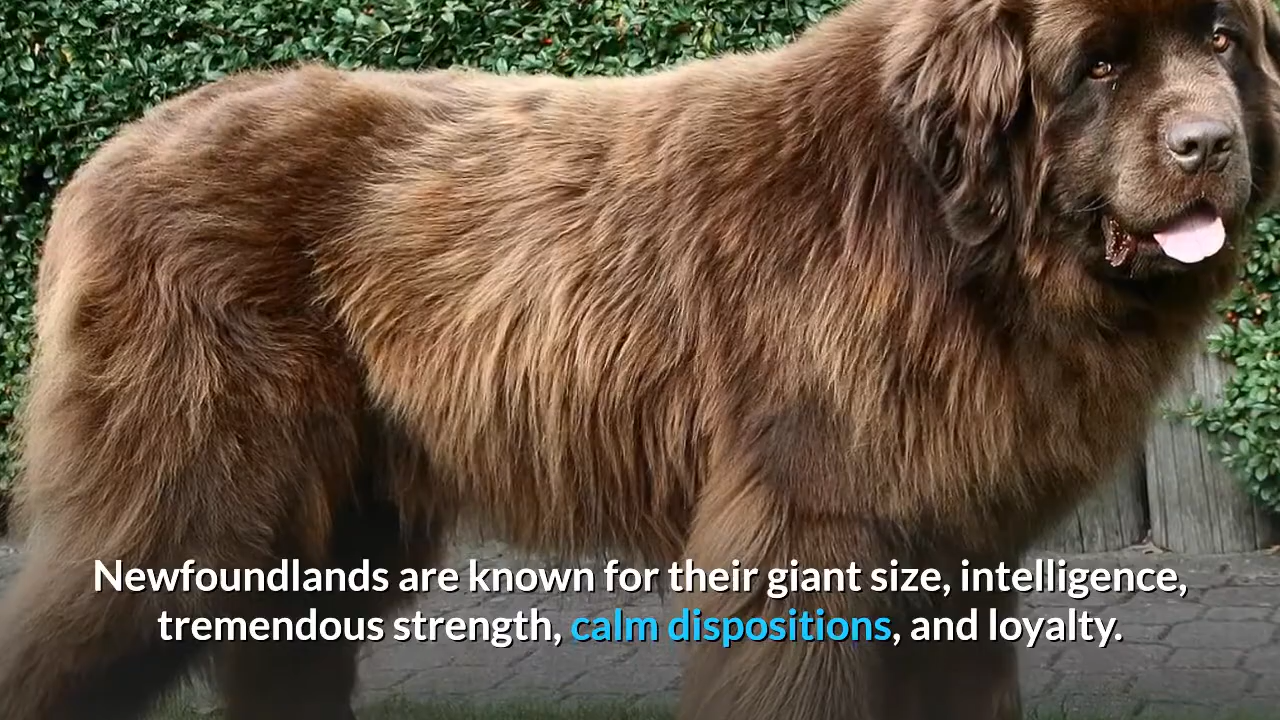 Newfoundlands are known for their giant size, intelligence,
tremendous strength, calm dispositions, and loyalty.